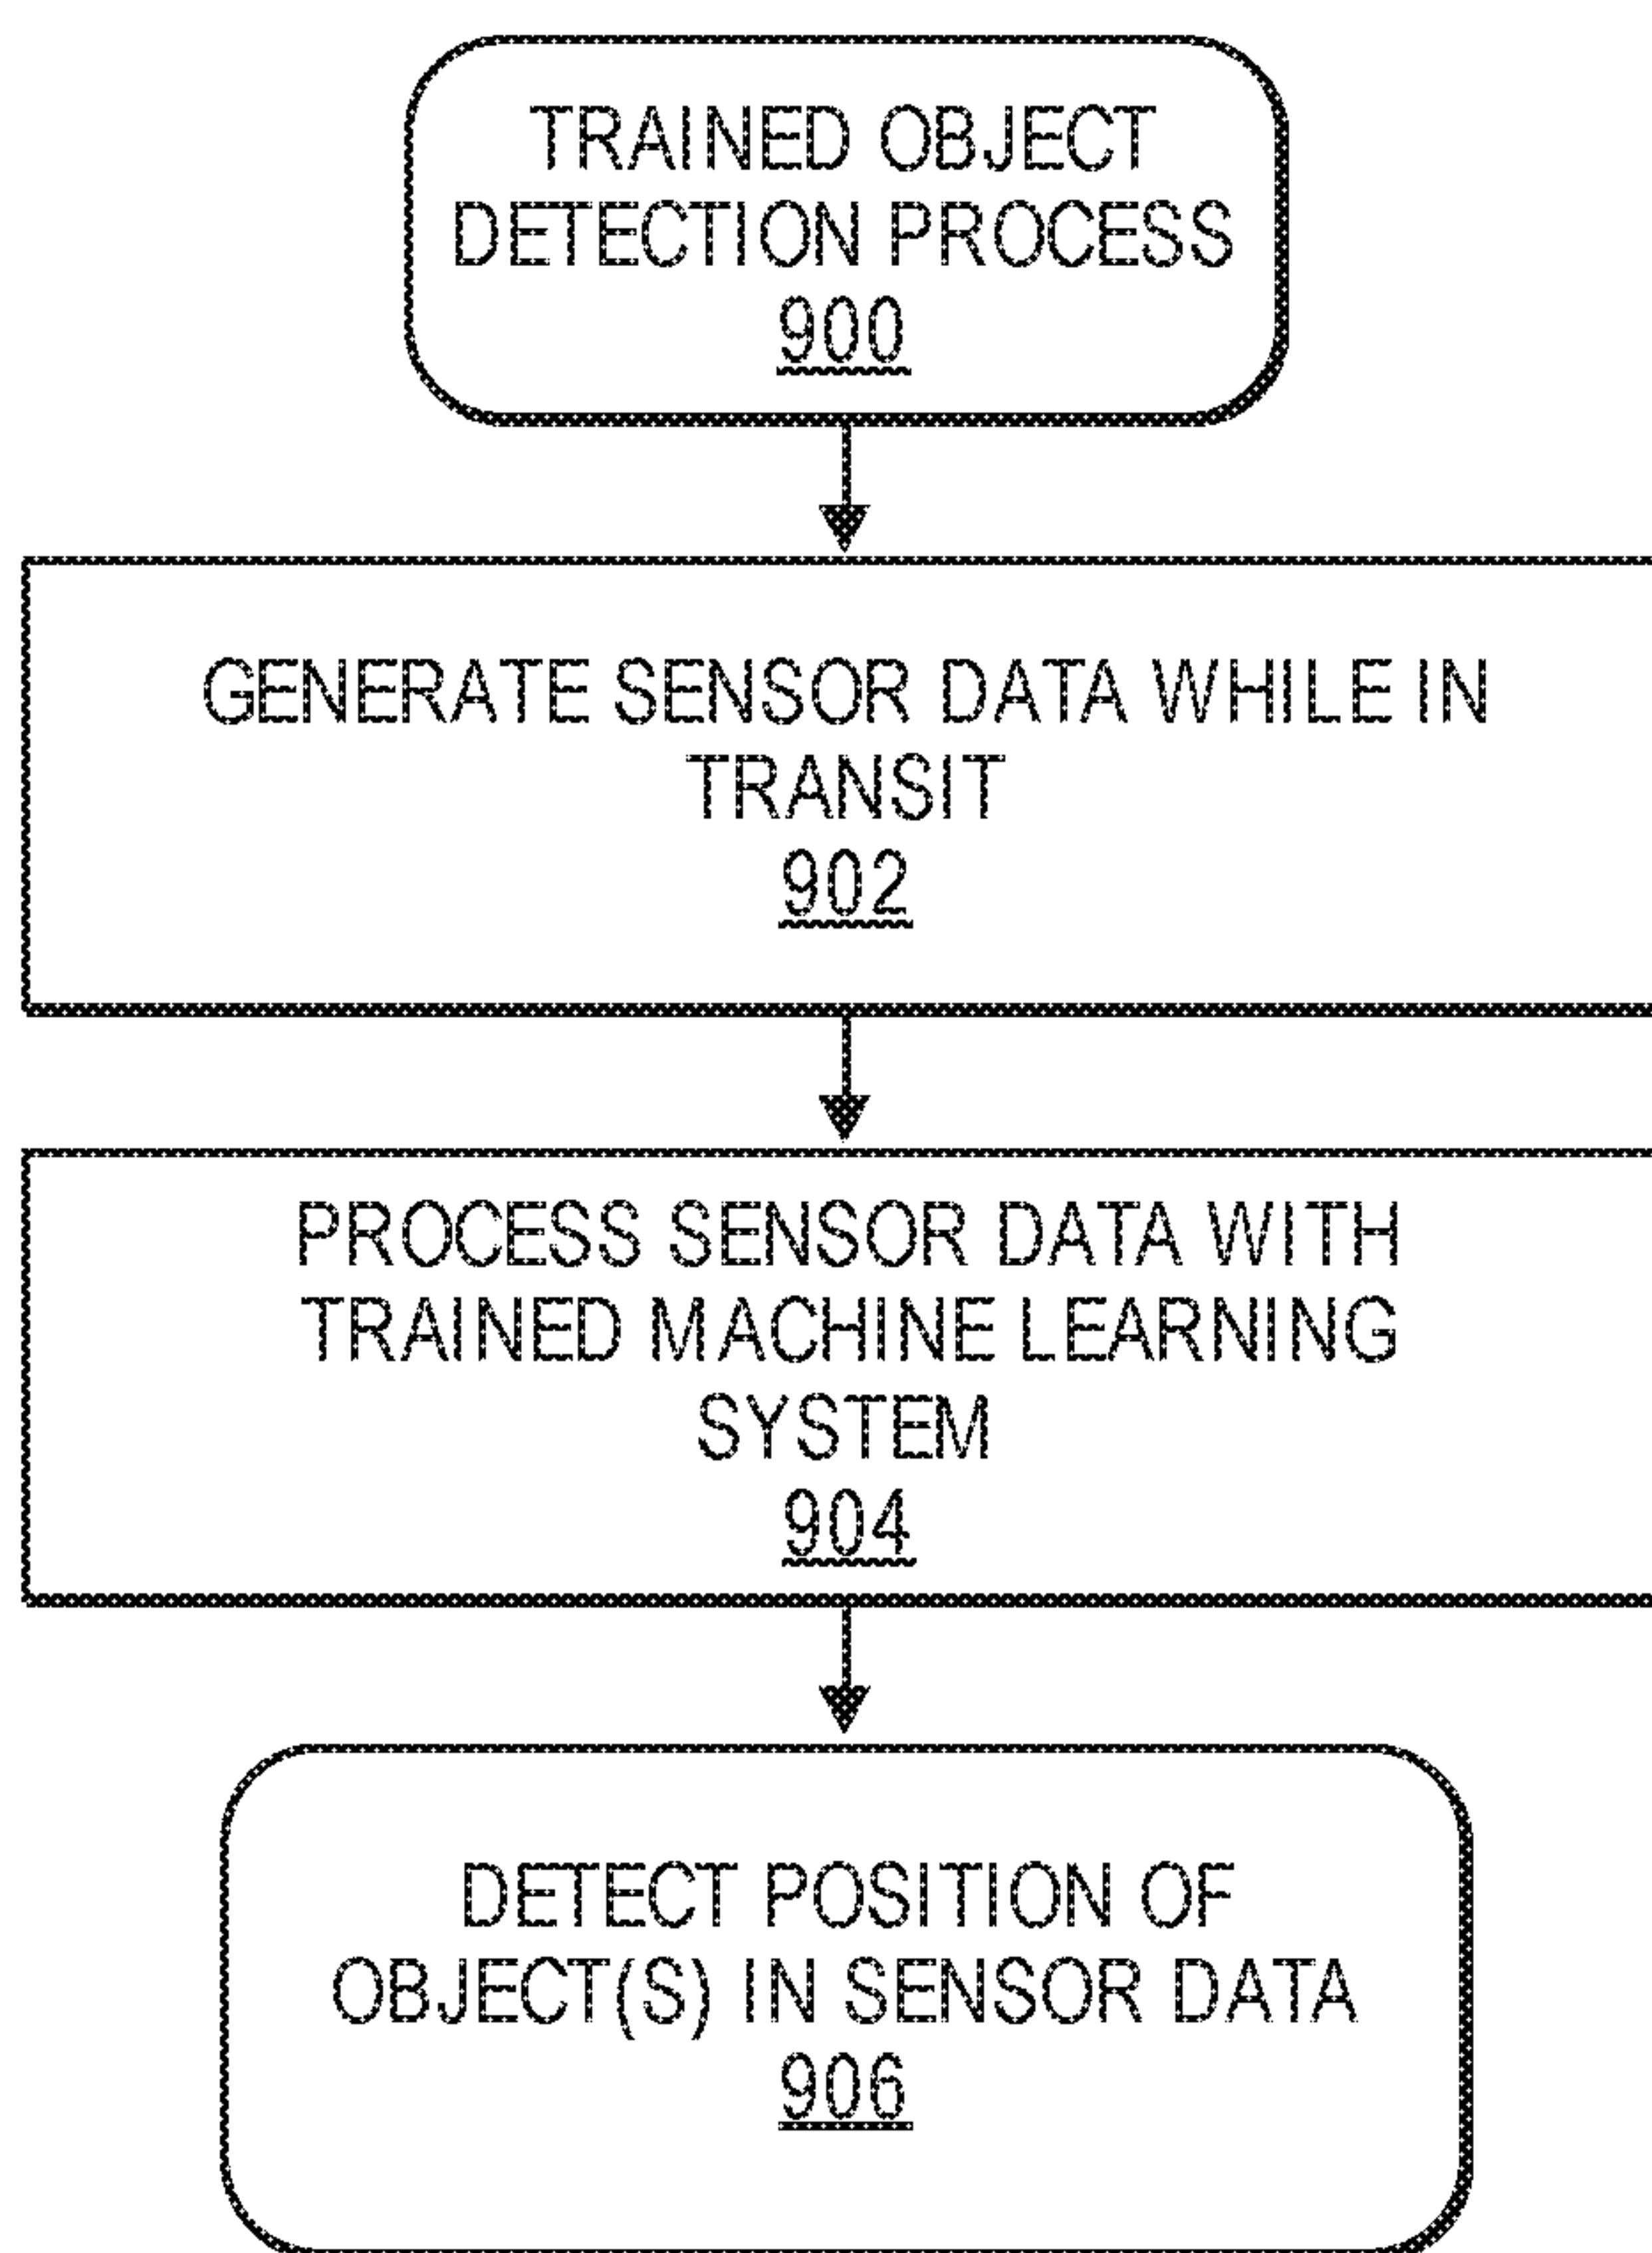 TRAINED OBJECT
DETECTION PROCESS
900
GENERATE SENSOR DATA WHILE IN
TRANSIT
902
PROCESS SENSOR DATA WITH
TRAINED MACHINE LEARNING
SYSTEM
904
DETECT POSITION OF
OBJECT(S) IN SENSOR DATA
906